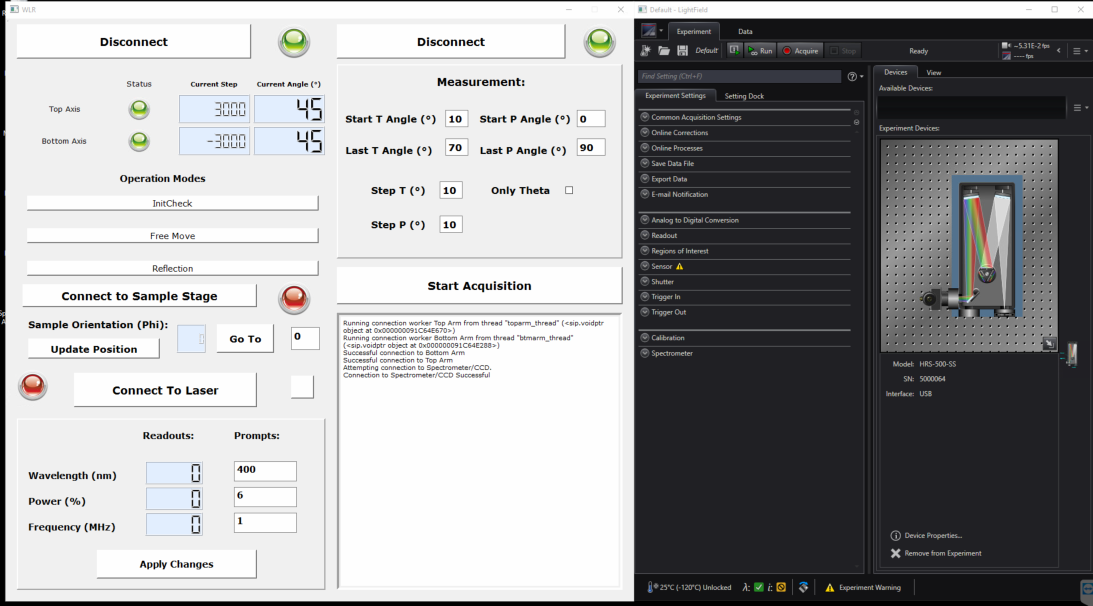 WLR
Disconnect
Status
Current Step
Current Angle (°)
Top Axis
3000
45
Bottom Axis
-3000
45
Operation Modes
InitCheck
Free Move
Reflection
Connect to Sample Stage
Sample Orientation (Phi):
0
Go To
0
Update Position
Connect To Laser
Readouts:
Prompts:
Wavelength (nm)
0
400
Power (%)
0
6
Frequency (MHz)
0
1
Apply Changes
Disconnect
Measurement:
Start T Angle (°)
10
Start P Angle (°)
0
Last T Angle (°)
70
Last P Angle (°)
90
Step T (°)
10
Only Theta
Step P (°)
10
Start Acquisition
Running connection worker Top Arm from thread "toparm_thread" (<sip.voidptr
object at 0x000000091C64E670>)
Running connection worker Bottom Arm from thread "btmarm_thread"
(<sip.voidptr object at 0x000000091C64E288>)
Successful connection to Bottom Arm
Successful connection to Top Arm
Attempting connection to Spectrometer/CCD.
Connection to Spectrometer/CCD Successful
Default - LightField
Experiment
Data
Default
Run
Acquire
Stop
Ready
~5.31E-2 fps
---- fps
Find Setting (Ctrl+F)
Experiment Settings
Setting Dock
Common Acquisition Settings
Online Corrections
Online Processes
Save Data File
Export Data
E-mail Notification
Analog to Digital Conversion
Readout
Regions of Interest
Sensor
Shutter
Trigger In
Trigger Out
Calibration
Spectrometer
Devices
View
Available Devices:
Experiment Devices:
Model: HRS-500-SS
SN: 5000064
Interface: USB
Device Properties...
Remove from Experiment
25°C (-120°C) Unlocked
λ:
i:
Experiment Warning